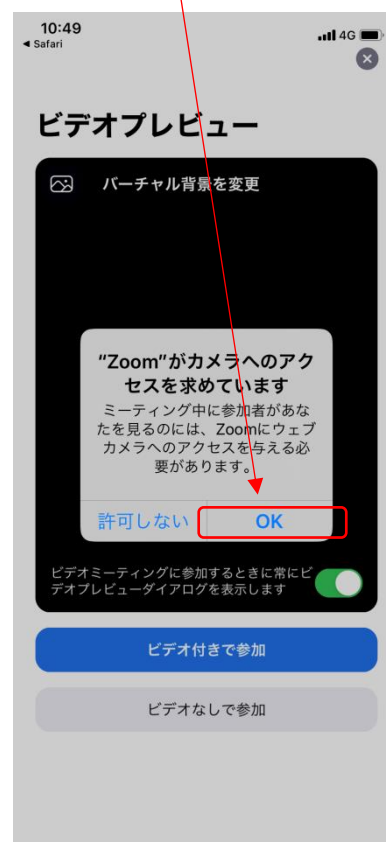 10:49
4G
◀ Safari
ビデオプレビュー
バーチャル背景を変更
“Zoom”がカメラへのアク
セスを求めています
ミーティング中に参加者があな
たを見るのには、Zoomにウェブ
カメラへのアクセスを与える必
要があります。
許可しない
OK
ビデオミーティングに参加するときに常にビ
デオプレビューダイアログを表示します
ビデオ付きで参加
ビデオなしで参加